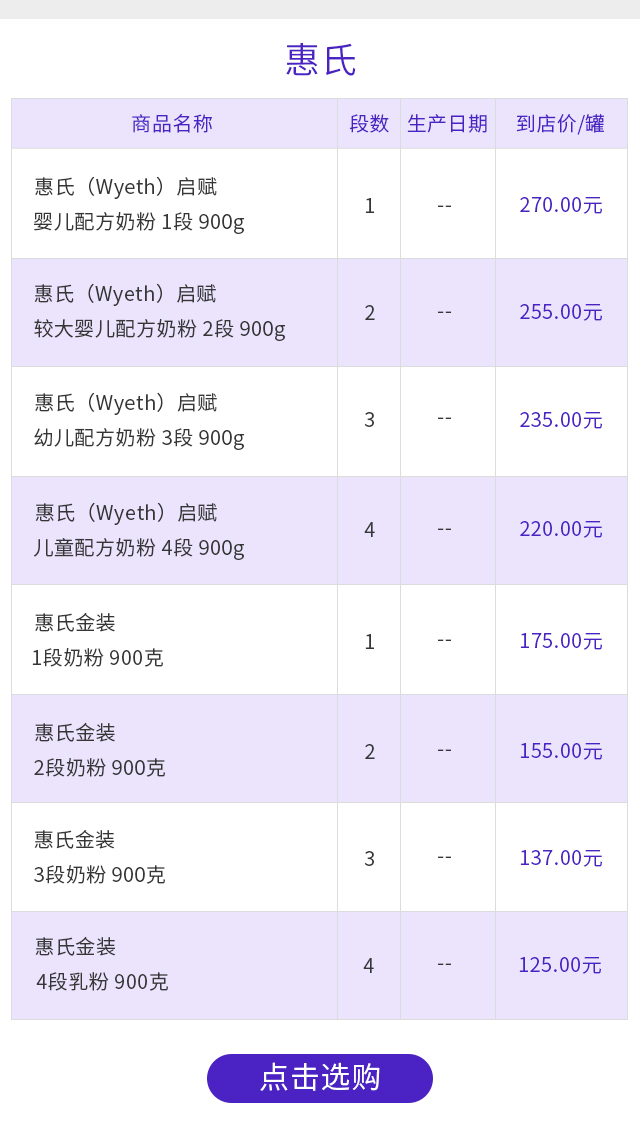 惠氏
商品名称 段数 生产日期 到店价/罐
惠氏（Wyeth）启赋
婴儿配方奶粉 1段 900g
1 -- 270.00元
惠氏（Wyeth）启赋
较大婴儿配方奶粉 2段 900g
2 -- 255.00元
惠氏（Wyeth）启赋
幼儿配方奶粉 3段 900g
3 -- 235.00元
惠氏（Wyeth）启赋
儿童配方奶粉 4段 900g
4 -- 220.00元
惠氏金装
1段奶粉 900克
1 -- 175.00元
惠氏金装
2段奶粉 900克
2 -- 155.00元
惠氏金装
3段奶粉 900克
3 -- 137.00元
惠氏金装
4段乳粉 900克
4 -- 125.00元
点击选购